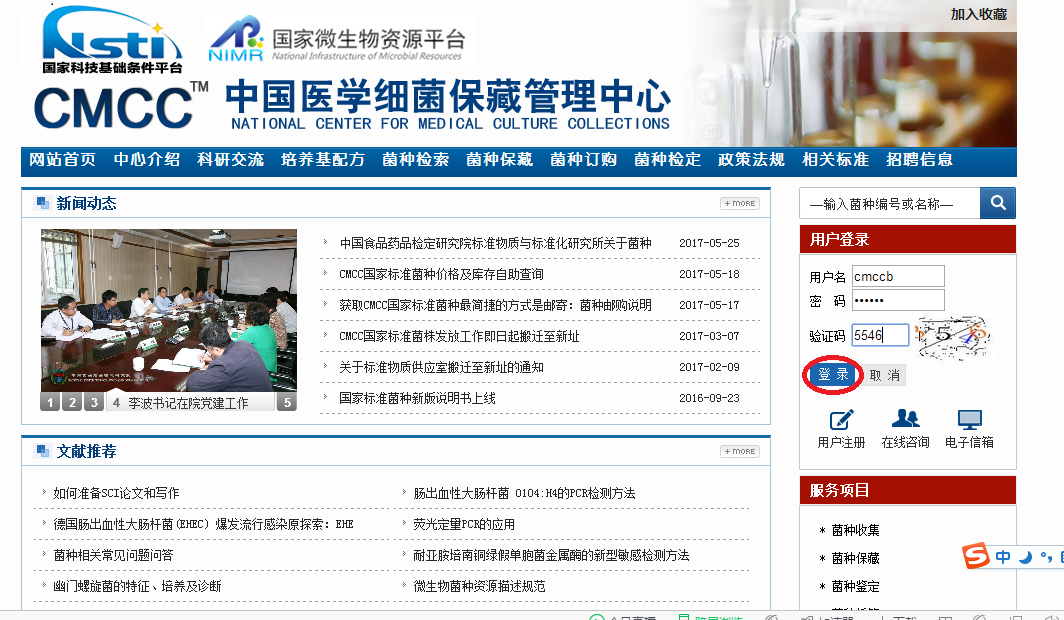 加入收藏
Nsti
国家科技基础条件平台
NIMR
国家微生物资源平台
National Infrastructure of Microbial Resources
CMCC™
中国医学细菌保藏管理中心
NATIONAL CENTER FOR MEDICAL CULTURE COLLECTIONS
网站首页 中心介绍 科研交流 培养基配方 菌种检索 菌种保藏 菌种订购 菌种检定 政策法规 相关标准 招聘信息
新闻动态
+ MORE
中国食品药品检定研究院标准物质与标准化研究所关于菌种 2017-05-25
CMCC国家标准菌种价格及库存自助查询 2017-05-18
获取CMCC国家标准菌种最简捷的方式是邮寄：菌种邮购说明 2017-05-17
CMCC国家标准菌株发放工作即日起搬迁至新址 2017-03-07
关于标准物质供应室搬迁至新址的通知 2017-02-09
国家标准菌种新版说明书上线 2016-09-23
1 2 3 4 李波书记在院党建工作 5
—输入菌种编号或名称—
用户登录
用户名 cmccb
密 码 ••••••
验证码 5546
登 录 取 消
用户注册 在线咨询 电子信箱
文献推荐
+ MORE
如何准备SCI论文和写作
肠出血性大肠杆菌 O104:H4的PCR检测方法
德国肠出血性大肠杆菌(EHEC) 爆发流行感染原探索：EHE
荧光定量PCR的应用
菌种相关常见问题问答
耐亚胺培南铜绿假单胞菌金属酶的新型敏感检测方法
幽门螺旋菌的特征、培养及诊断
微生物菌种资源描述规范
服务项目
* 菌种收集
* 菌种保藏
* 菌种鉴定
S 中